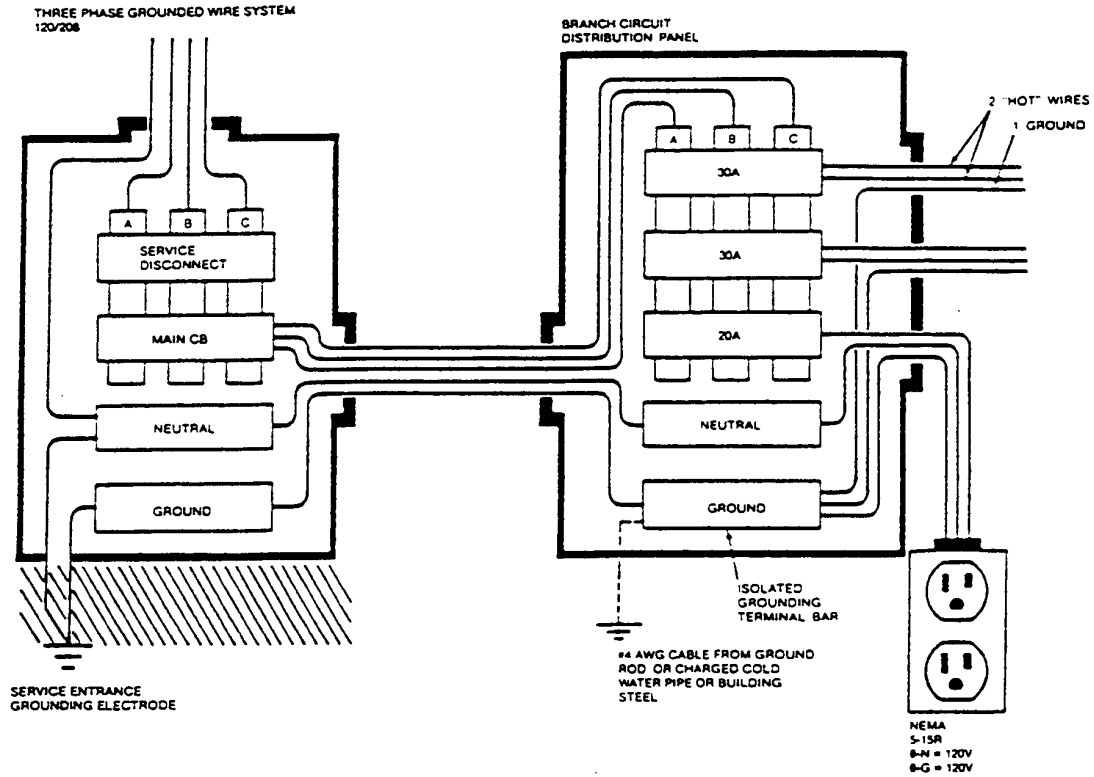 THREE PHASE GROUNDED WIRE SYSTEM
120/208
BRANCH CIRCUIT
DISTRIBUTION PANEL
2 "HOT" WIRES
1 GROUND
A
B
C
SERVICE
DISCONNECT
MAIN CB
NEUTRAL
GROUND
A
B
C
30A
30A
20A
NEUTRAL
GROUND
ISOLATED
GROUNDING
TERMINAL BAR
#4 AWG CABLE FROM GROUND
ROD OR CHARGED COLD
WATER PIPE OR BUILDING
STEEL
SERVICE ENTRANCE
GROUNDING ELECTRODE
NEMA
5-15R
-N = 120V
-G = 120V